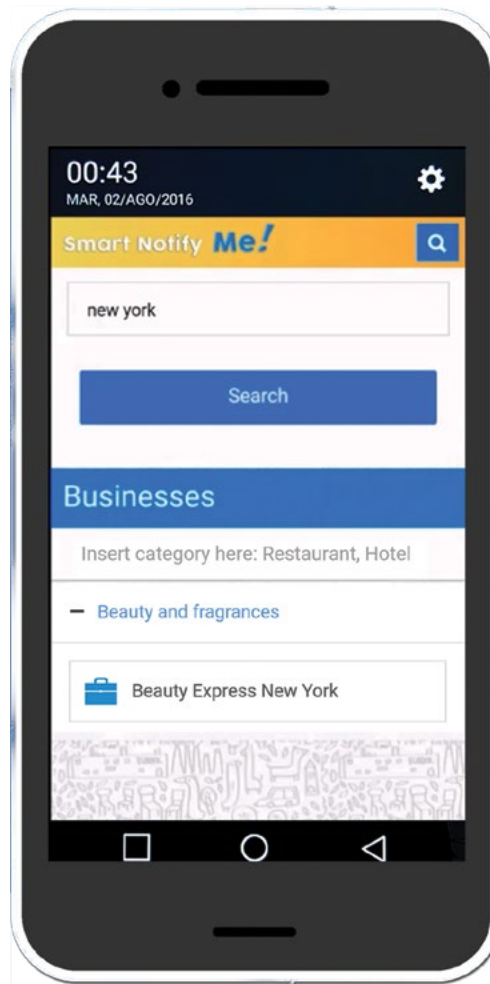 00:43
MAR, 02/AGO/2016
Smart Notify Me!
new york
Search
Businesses
Insert category here: Restaurant, Hotel
– Beauty and fragrances
Beauty Express New York